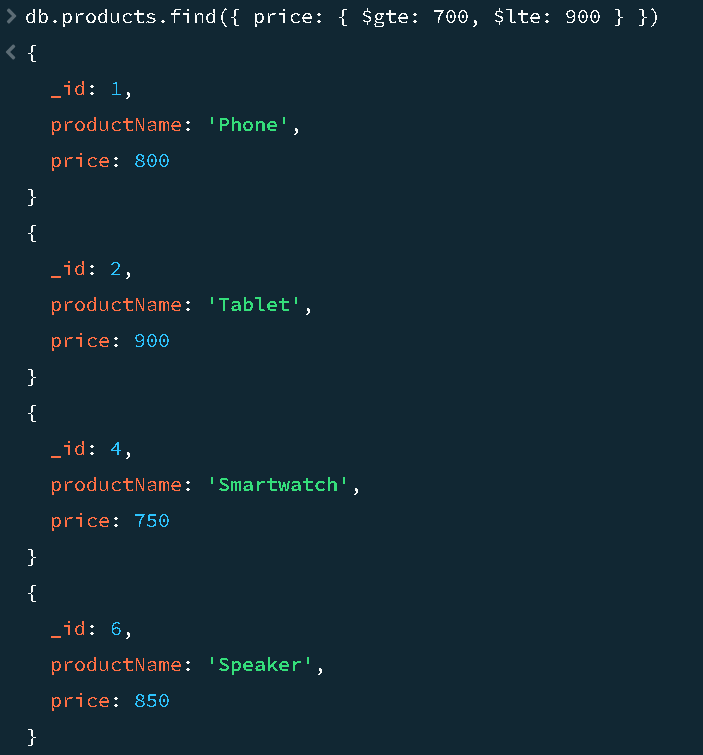 > db.products.find({ price: { $gte: 700, $lte: 900 } })
< {
_id: 1,
productName: 'Phone',
price: 800
}
{
_id: 2,
productName: 'Tablet',
price: 900
}
{
_id: 4,
productName: 'Smartwatch',
price: 750
}
{
_id: 6,
productName: 'Speaker',
price: 850
}